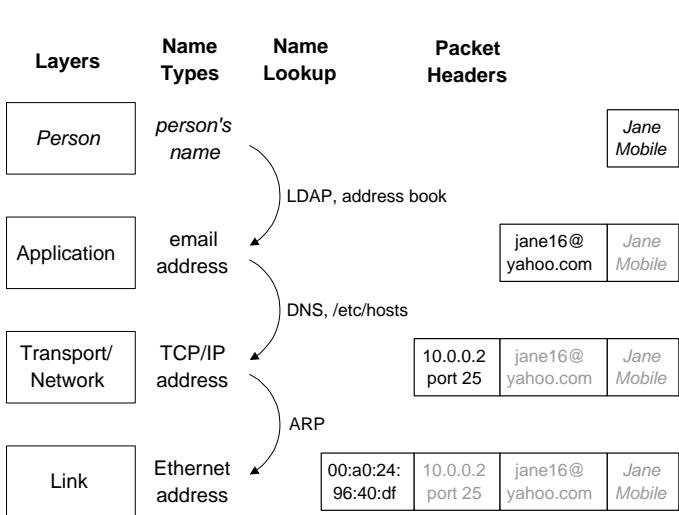 Layers
Name
Types
Name
Lookup
Packet
Headers
Person
person's
name
Jane
Mobile
LDAP, address book
Application
email
address
jane16@
yahoo.com
Jane
Mobile
DNS, /etc/hosts
Transport/
Network
TCP/IP
address
10.0.0.2
port 25
jane16@
yahoo.com
Jane
Mobile
ARP
Link
Ethernet
address
00:a0:24:
96:40:df
10.0.0.2
port 25
jane16@
yahoo.com
Jane
Mobile